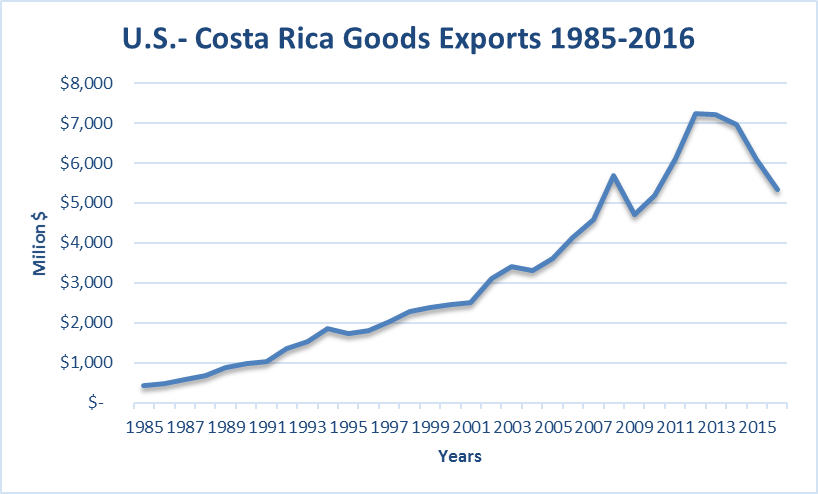 U.S.- Costa Rica Goods Exports 1985-2016
$8,000
$7,000
$6,000
$5,000
$4,000
$3,000
$2,000
$1,000
$-
Milion $
1985 1987 1989 1991 1993 1995 1997 1999 2001 2003 2005 2007 2009 2011 2013 2015
Years